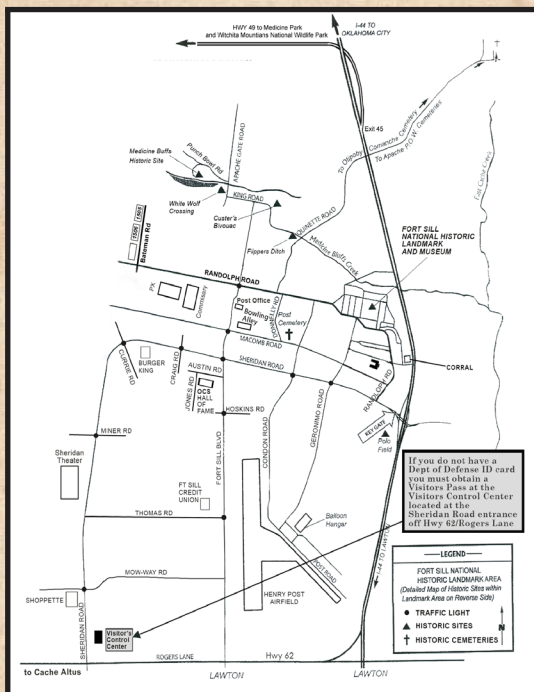 HWY 49 to Medicine Park
and Witchita Mountians National Wildlife Park
I-44 TO
OKLAHOMA CITY
Exit 45
To Otipoby Comanche Cemetery
To Apache P.O.W. Cemeteries
East Cache Creek
Punch Bowl Rd
APACHE GATE ROAD
Medicine Bluffs
Historic Site
KING ROAD
White Wolf
Crossing
Custer's
Bivouac
QUINETTE ROAD
Flippers Ditch
Medicine Bluffs Creek
FORT SILL
NATIONAL HISTORIC
LANDMARK
AND MUSEUM
Bateman Rd
RANDOLPH ROAD
PX
Commissary
Post Office
Bowling
Alley
DONNELLY RD
Post
Cemetery
MACOMB ROAD
SHERIDAN ROAD
CORRAL
RANDOLPH RD
CURRIE RD
BURGER
KING
CRAIG RD
AUSTIN RD
JONES RD
OCS
HALL
OF
FAME
HOSKINS RD
FORT SILL BLVD
CONDON ROAD
GERONIMO ROAD
KEY GATE
Polo
Field
MINER RD
Sheridan
Theater
FT SILL
CREDIT
UNION
THOMAS RD
Balloon
Hangar
POST ROAD
MOW-WAY RD
HENRY POST
AIRFIELD
SHOPPETTE
SHERIDAN ROAD
Visitor's
Control
Center
ROGERS LANE
Hwy 62
to Cache Altus
LAWTON
LAWTON
I-44 TO LAWTON
If you do not have a
Dept of Defense ID card
you must obtain a
Visitors Pass at the
Visitors Control Center
located at the
Sheridan Road entrance
off Hwy 62/Rogers Lane
LEGEND
FORT SILL NATIONAL
HISTORIC LANDMARK AREA
(Detailed Map of Historic Sites within
Landmark Area on Reverse Side)
TRAFFIC LIGHT
HISTORIC SITES
HISTORIC CEMETERIES
N